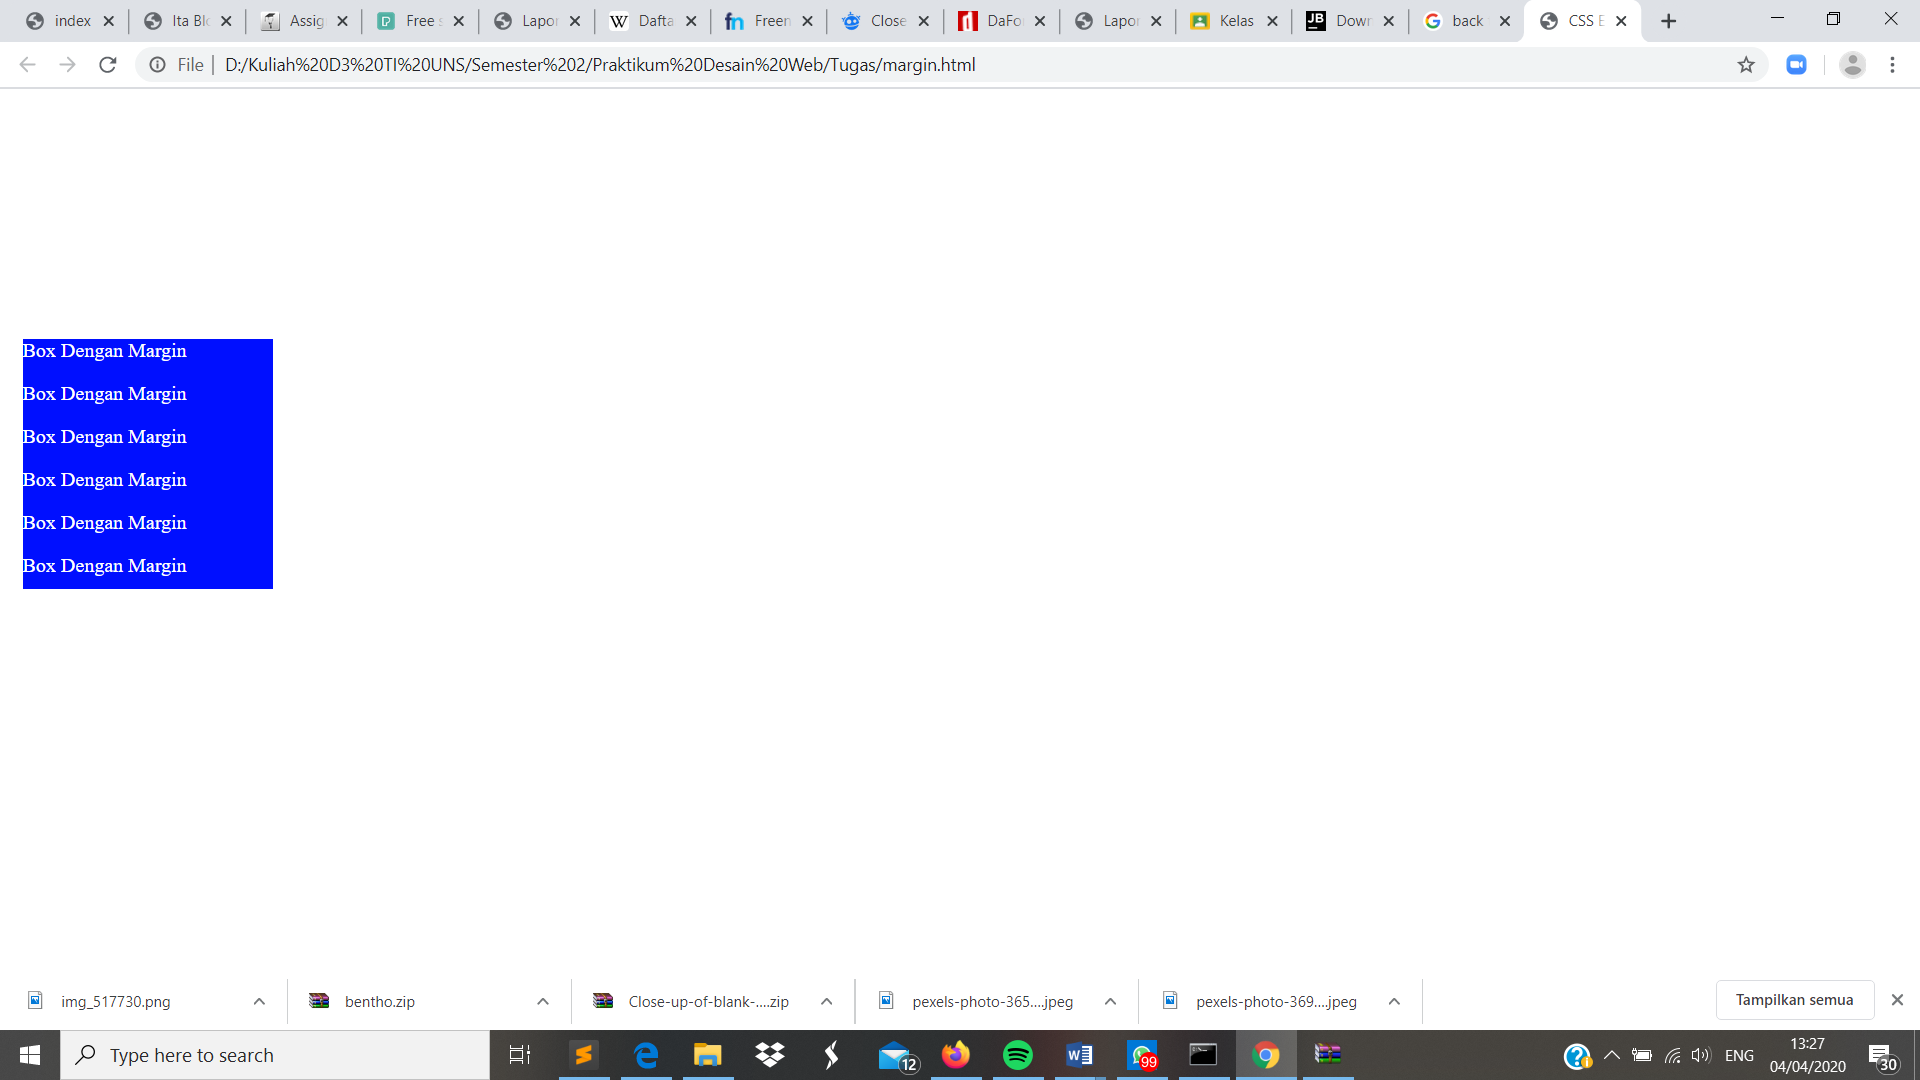 index
Ita Blo
Assig
Free s
Lapor
Dafta
Freen
Close
DaFo
Lapor
Kelas
JB
Down
back
CSS E
File
D:/Kuliah%20D3%20TI%20UNS/Semester%202/Praktikum%20Desain%20Web/Tugas/margin.html
Box Dengan Margin
Box Dengan Margin
Box Dengan Margin
Box Dengan Margin
Box Dengan Margin
Box Dengan Margin
img_517730.png
bentho.zip
Close-up-of-blank-....zip
pexels-photo-365....jpeg
pexels-photo-369....jpeg
Tampilkan semua
Type here to search
12
99
ENG
13:27
04/04/2020
30